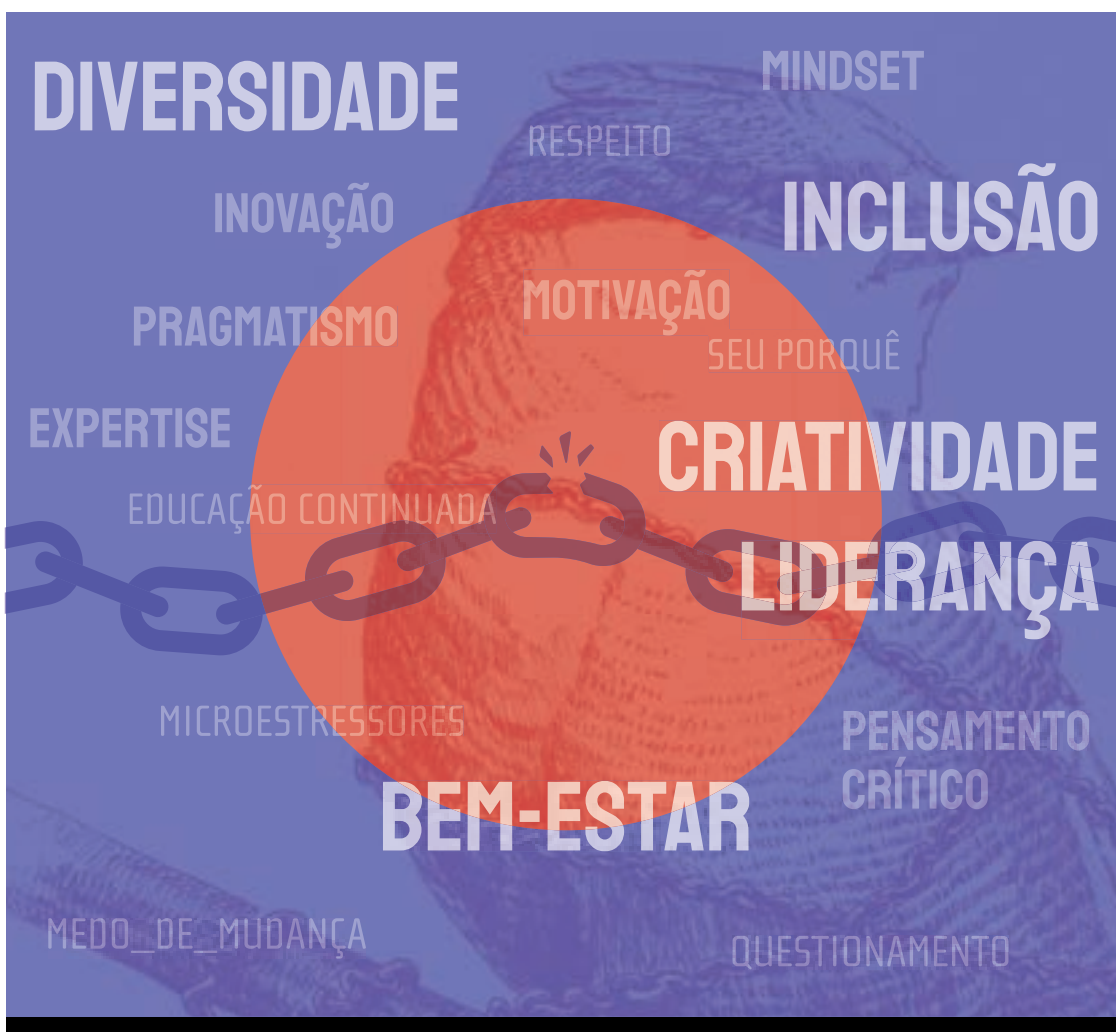 DIVERSIDADE
MINDSET
RESPEITO
INOVAÇÃO
INCLUSÃO
MOTIVAÇÃO
PRAGMATISMO
SEU PORQUÊ
EXPERTISE
CRIATIVIDADE
EDUCAÇÃO CONTINUADA
LIDERANÇA
MICROESTRESSORES
PENSAMENTO
CRÍTICO
BEM-ESTAR
MEDO_DE_MUDANÇA
QUESTIONAMENTO